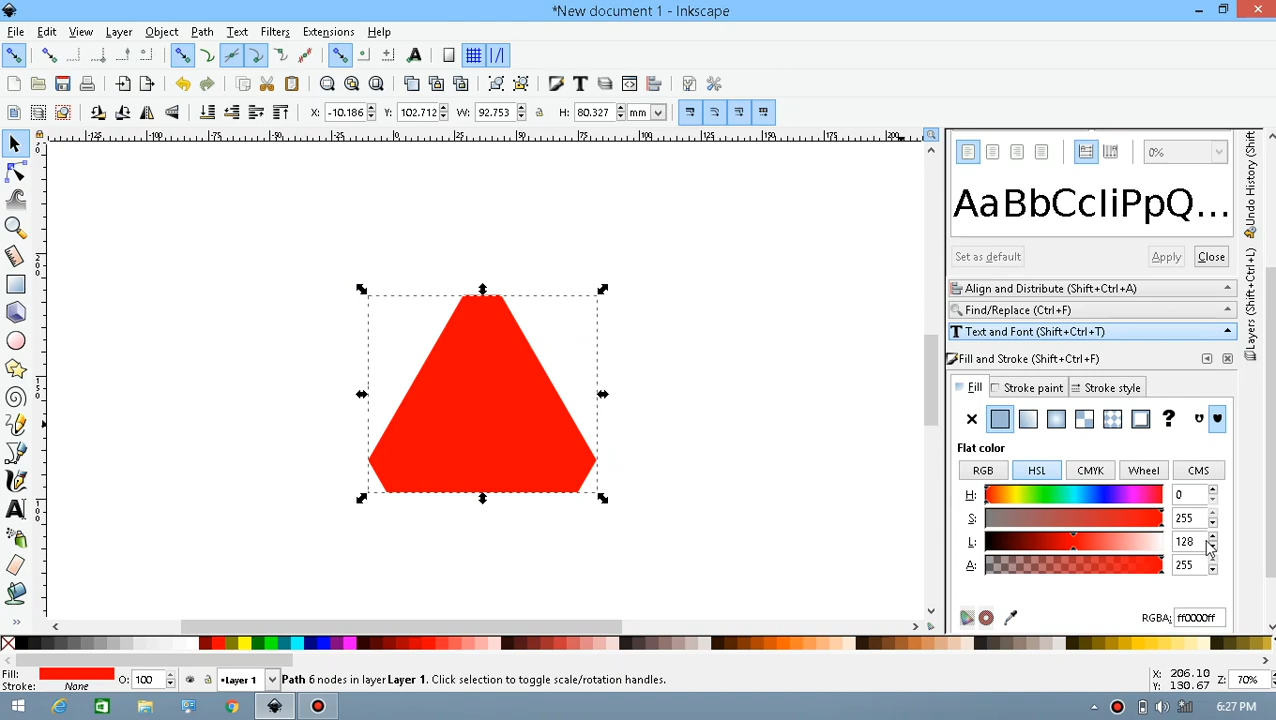 *New document 1 - Inkscape
File Edit View Layer Object Path Text Filters Extensions Help
X: -10.186 Y: 102.712 W: 92.753 H: 80.327 mm
0%
AaBbCcIiPpQ...
Set as default Apply Close
Align and Distribute (Shift+Ctrl+A)
Find/Replace (Ctrl+F)
Text and Font (Shift+Ctrl+T)
Fill and Stroke (Shift+Ctrl+F)
Fill Stroke paint Stroke style
Flat color
RGB HSL CMYK Wheel CMS
H: 0
S: 255
L: 128
A: 255
RGBA: ff0000ff
Undo History (Shift
Layers (Shift+Ctrl+L)
Fill: O: 100 Layer 1 Path 6 nodes in layer Layer 1. Click selection to toggle scale/rotation handles. X: 206.10 Z: 70%
Stroke: None Y: 130.67
6:27 PM